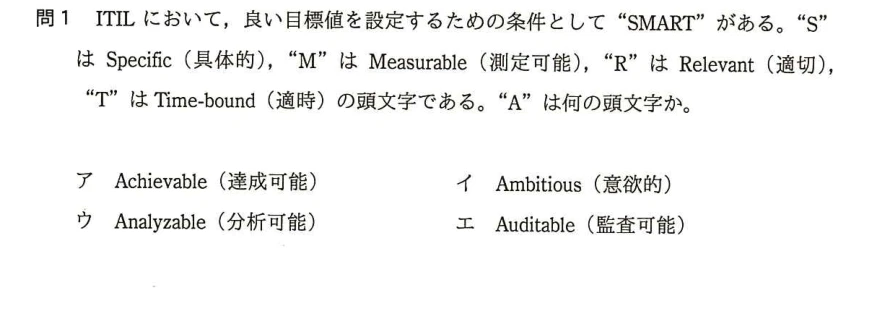 問1 ITIL において，良い目標値を設定するための条件として“SMART”がある。“S”
は Specific（具体的），“M”は Measurable（測定可能），“R”は Relevant（適切），
“T”は Time-bound（適時）の頭文字である。“A”は何の頭文字か。
ア Achievable（達成可能） イ Ambitious（意欲的）
ウ Analyzable（分析可能） エ Auditable（監査可能）